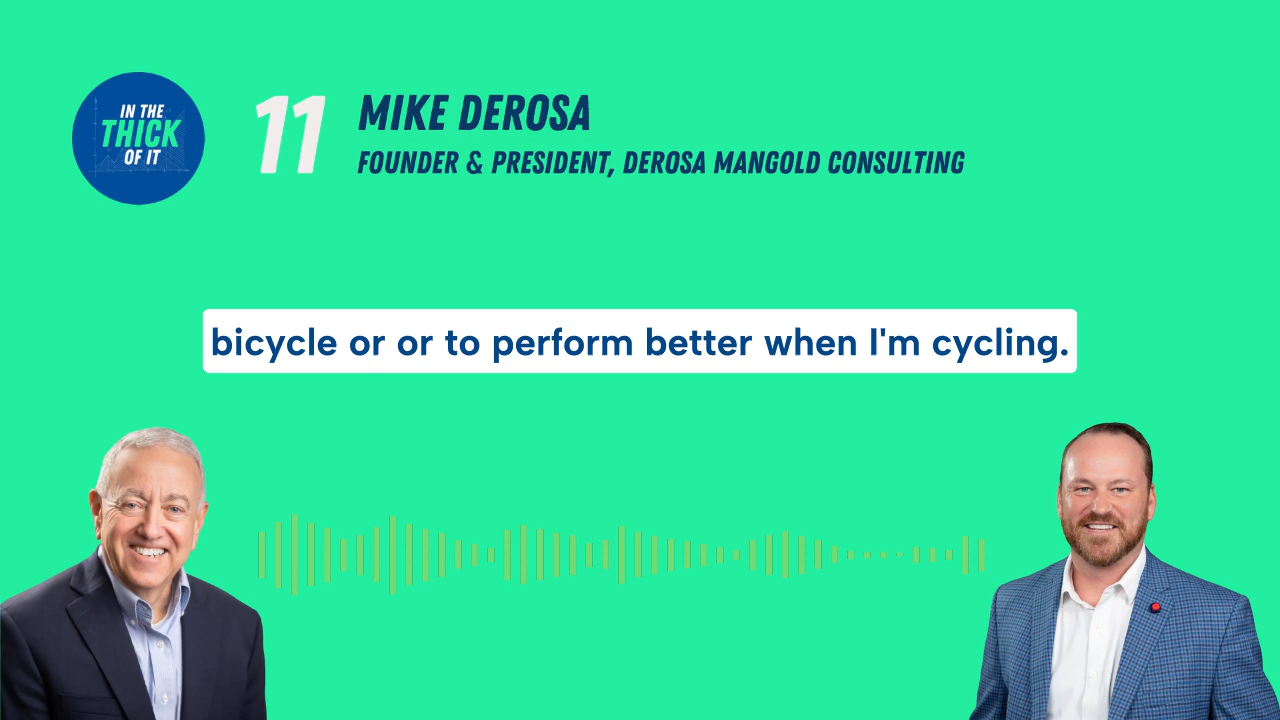 IN THE
THICK
OF IT
11
MIKE DEROSA
FOUNDER & PRESIDENT, DEROSA MANGOLD CONSULTING
bicycle or or to perform better when I'm cycling.